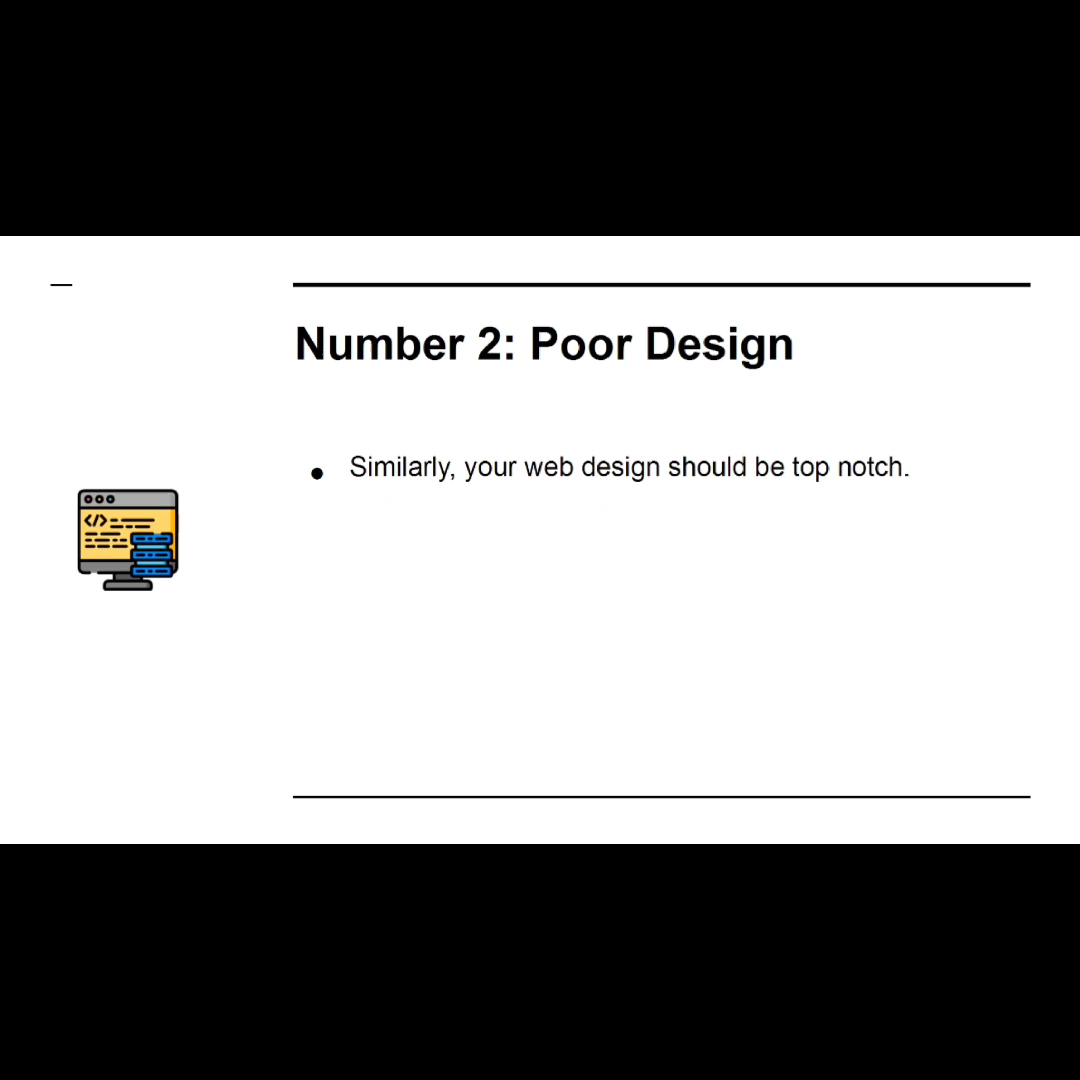 Number 2: Poor Design
● Similarly, your web design should be top notch.